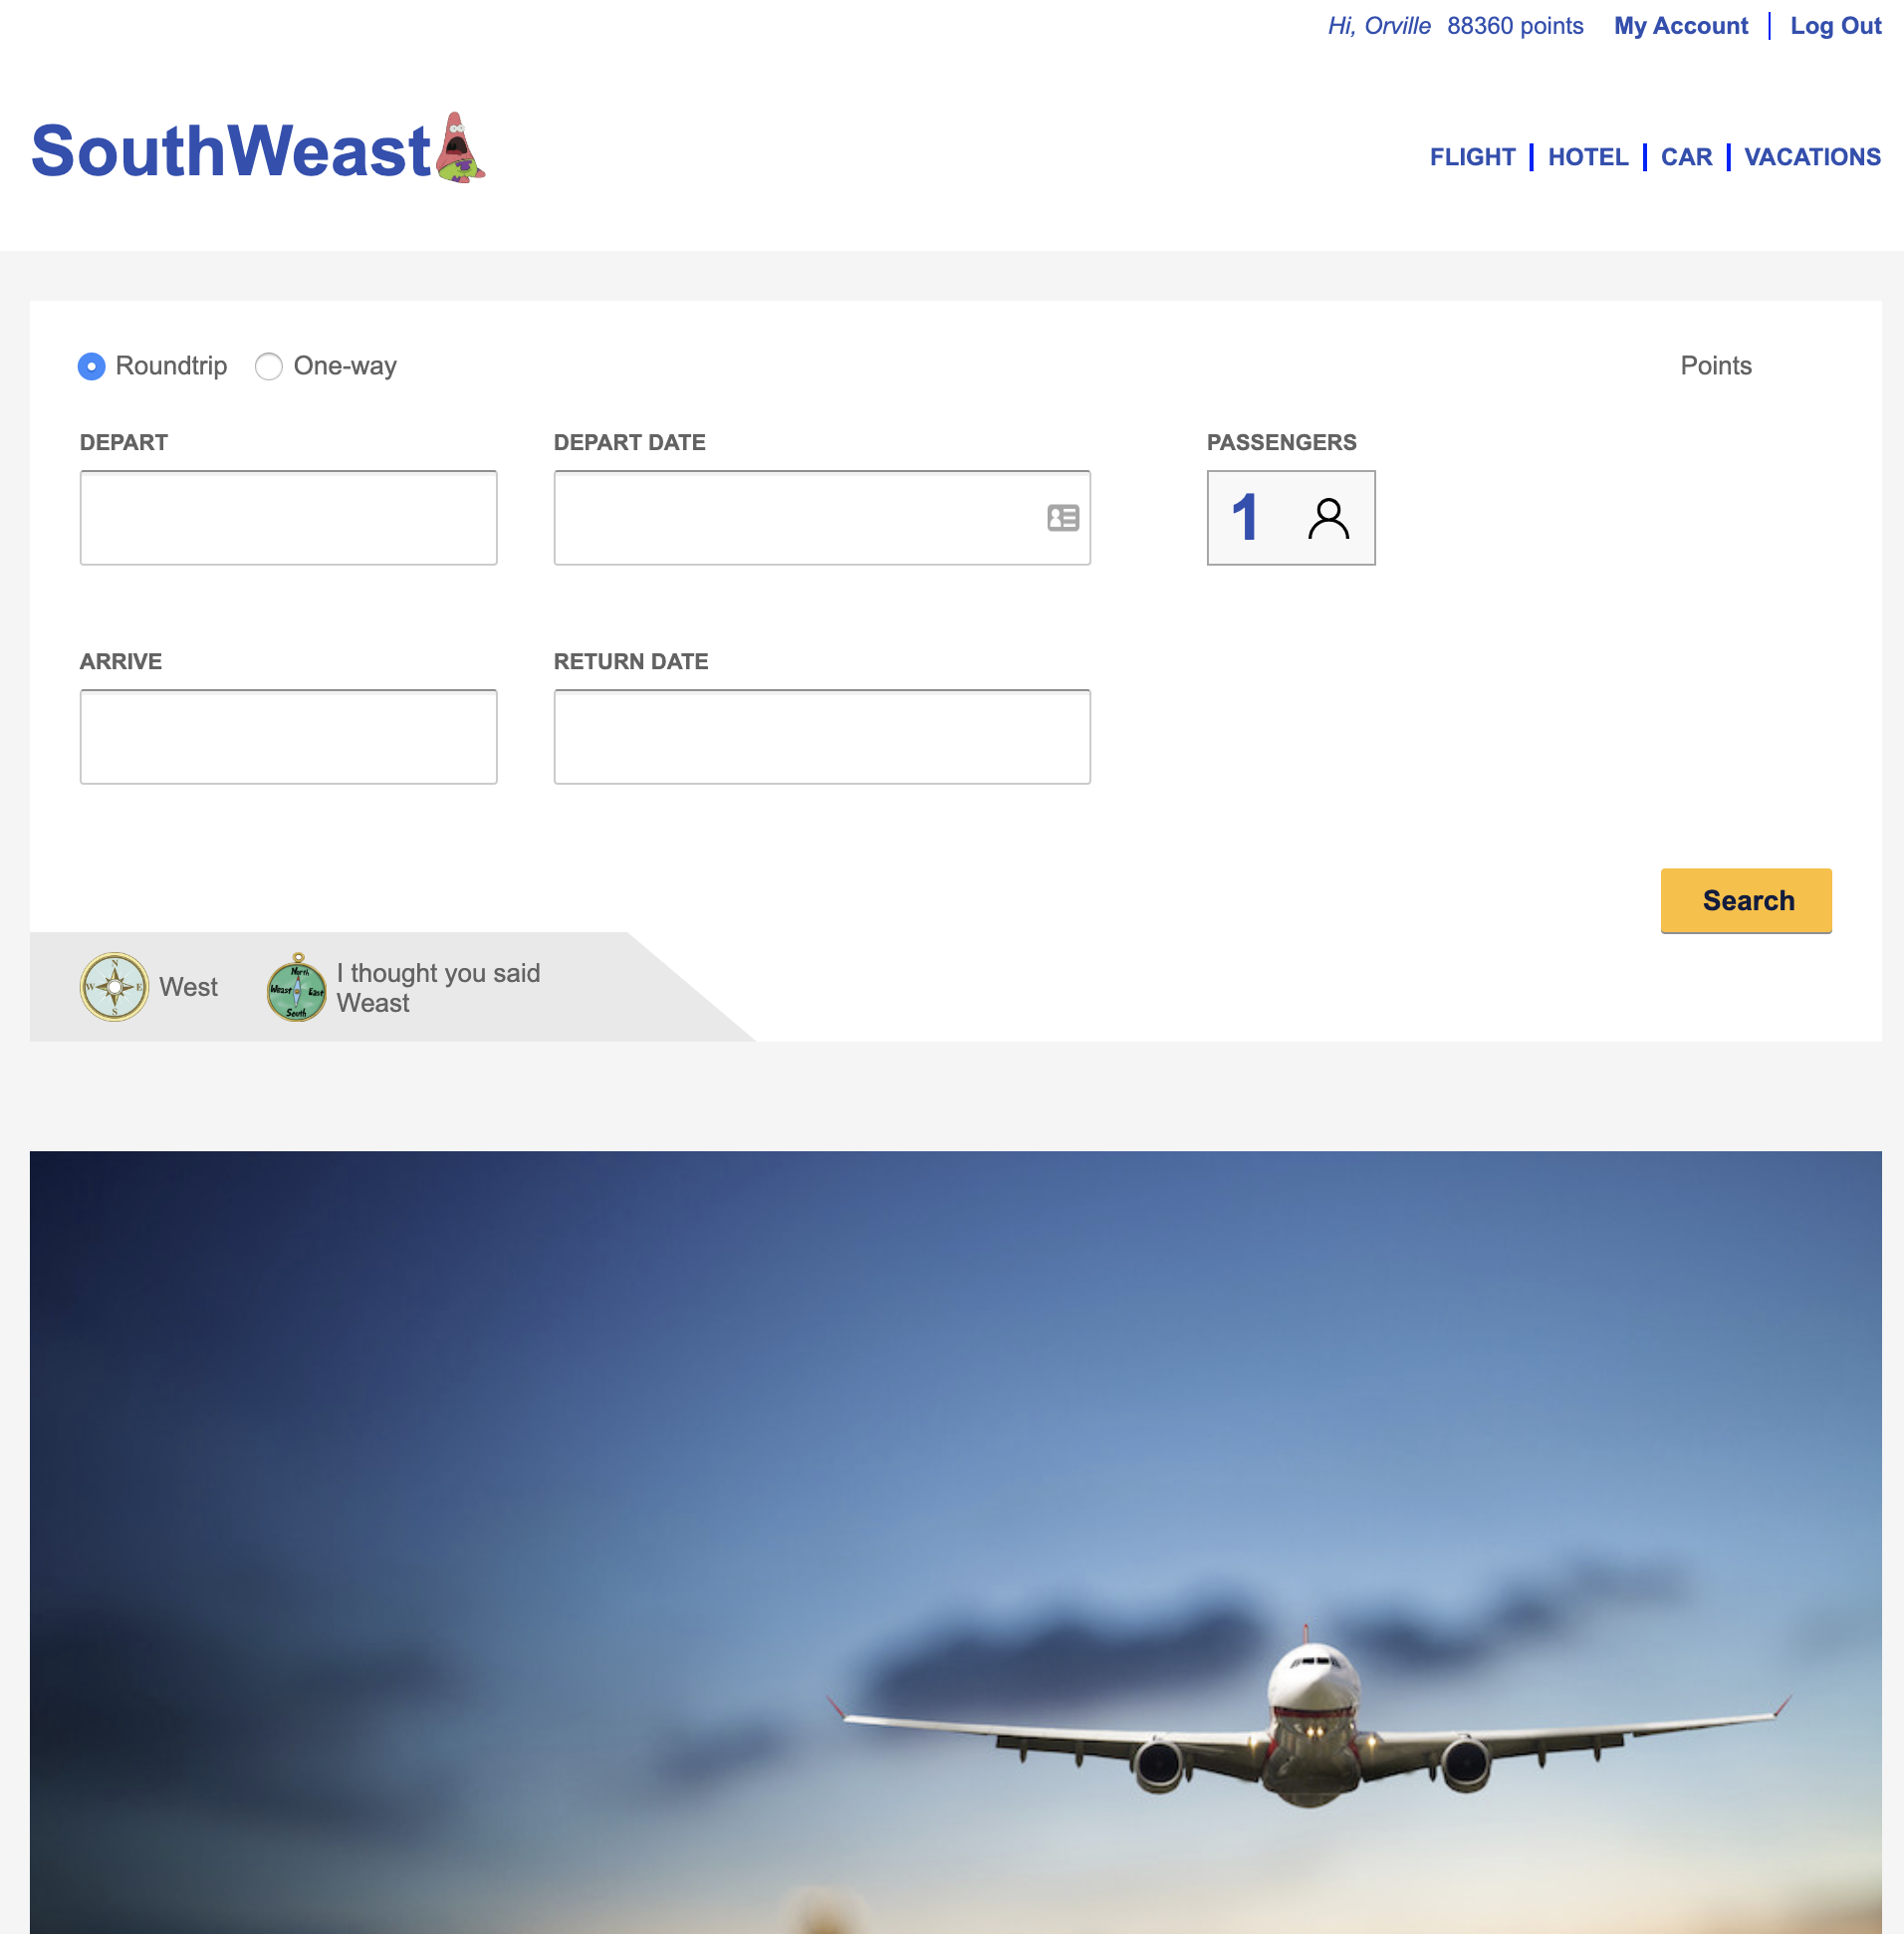 Hi, Orville 88360 points My Account Log Out
SouthWeast
FLIGHT HOTEL CAR VACATIONS
Roundtrip One-way Points
DEPART DEPART DATE PASSENGERS
1
ARRIVE RETURN DATE
Search
N
W E
S
West
North
Weast East
South
I thought you said
Weast